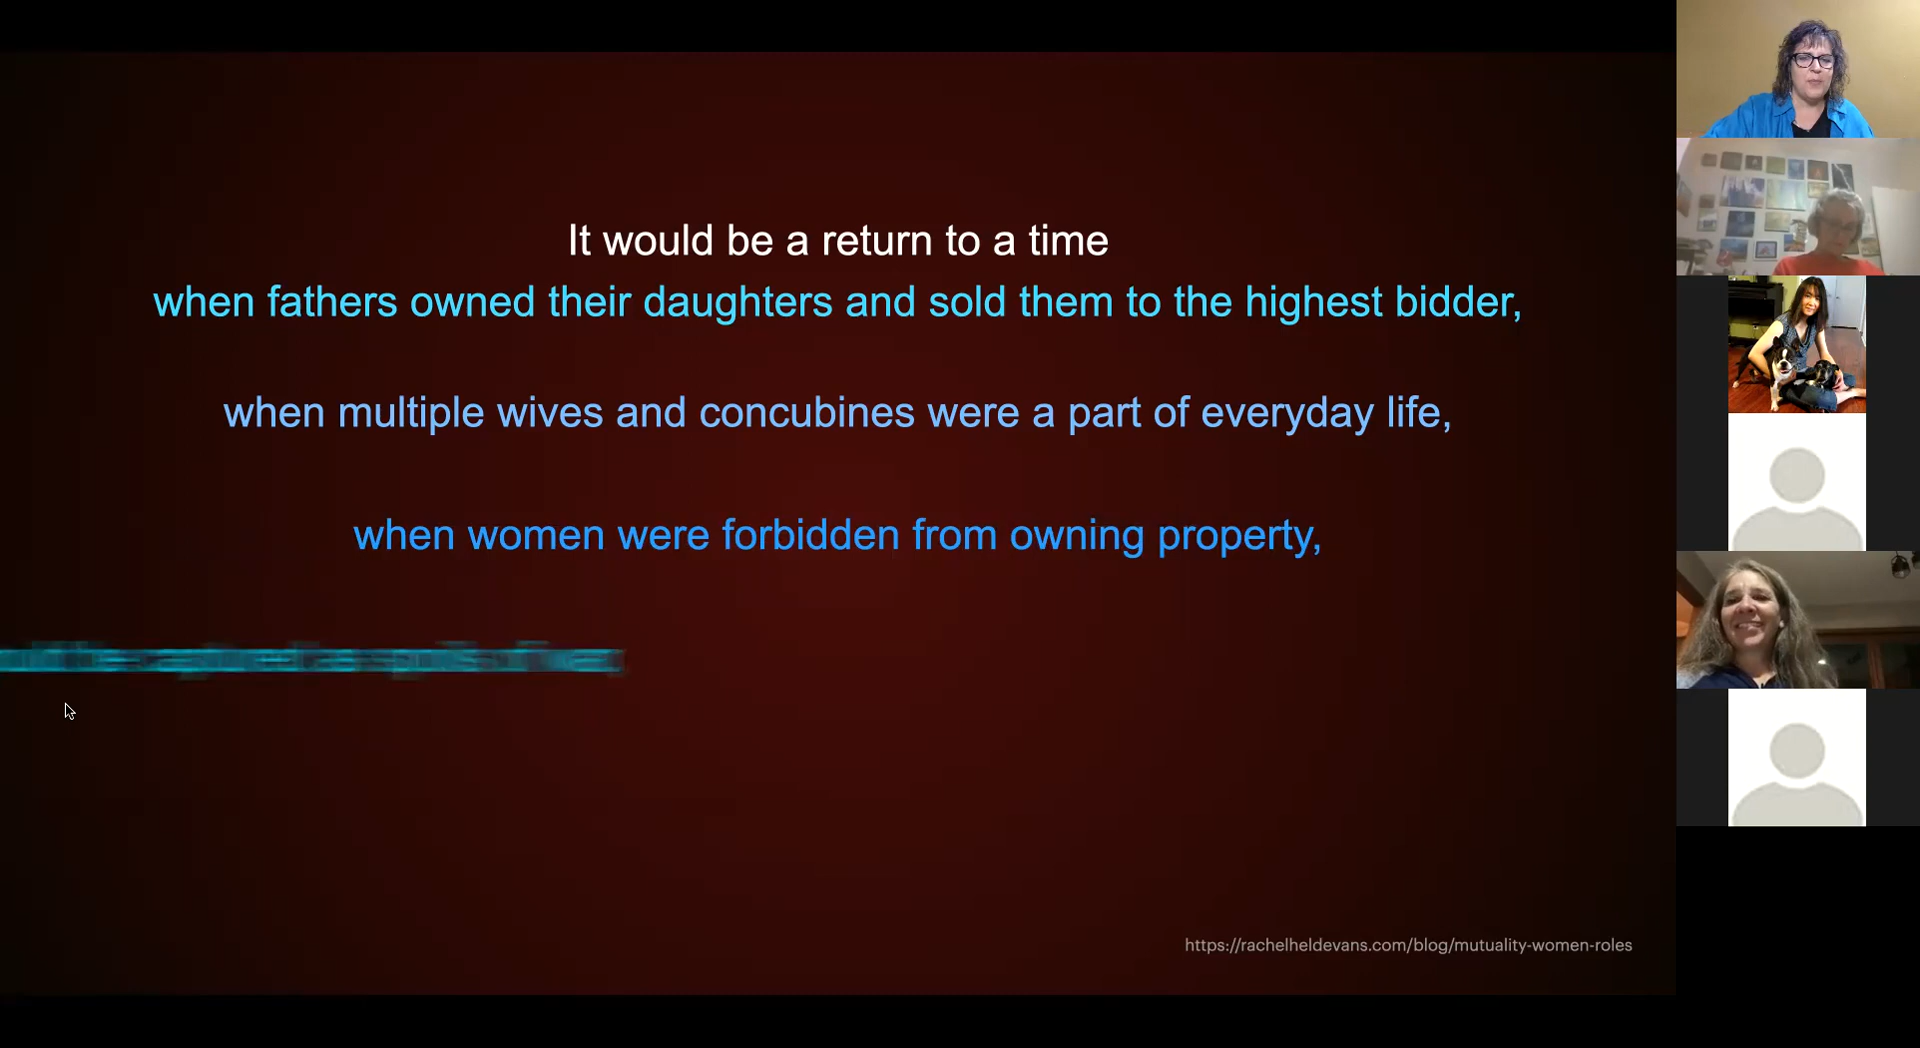 It would be a return to a time
when fathers owned their daughters and sold them to the highest bidder,
when multiple wives and concubines were a part of everyday life,
when women were forbidden from owning property,
https://rachelheldevans.com/blog/mutuality-women-roles